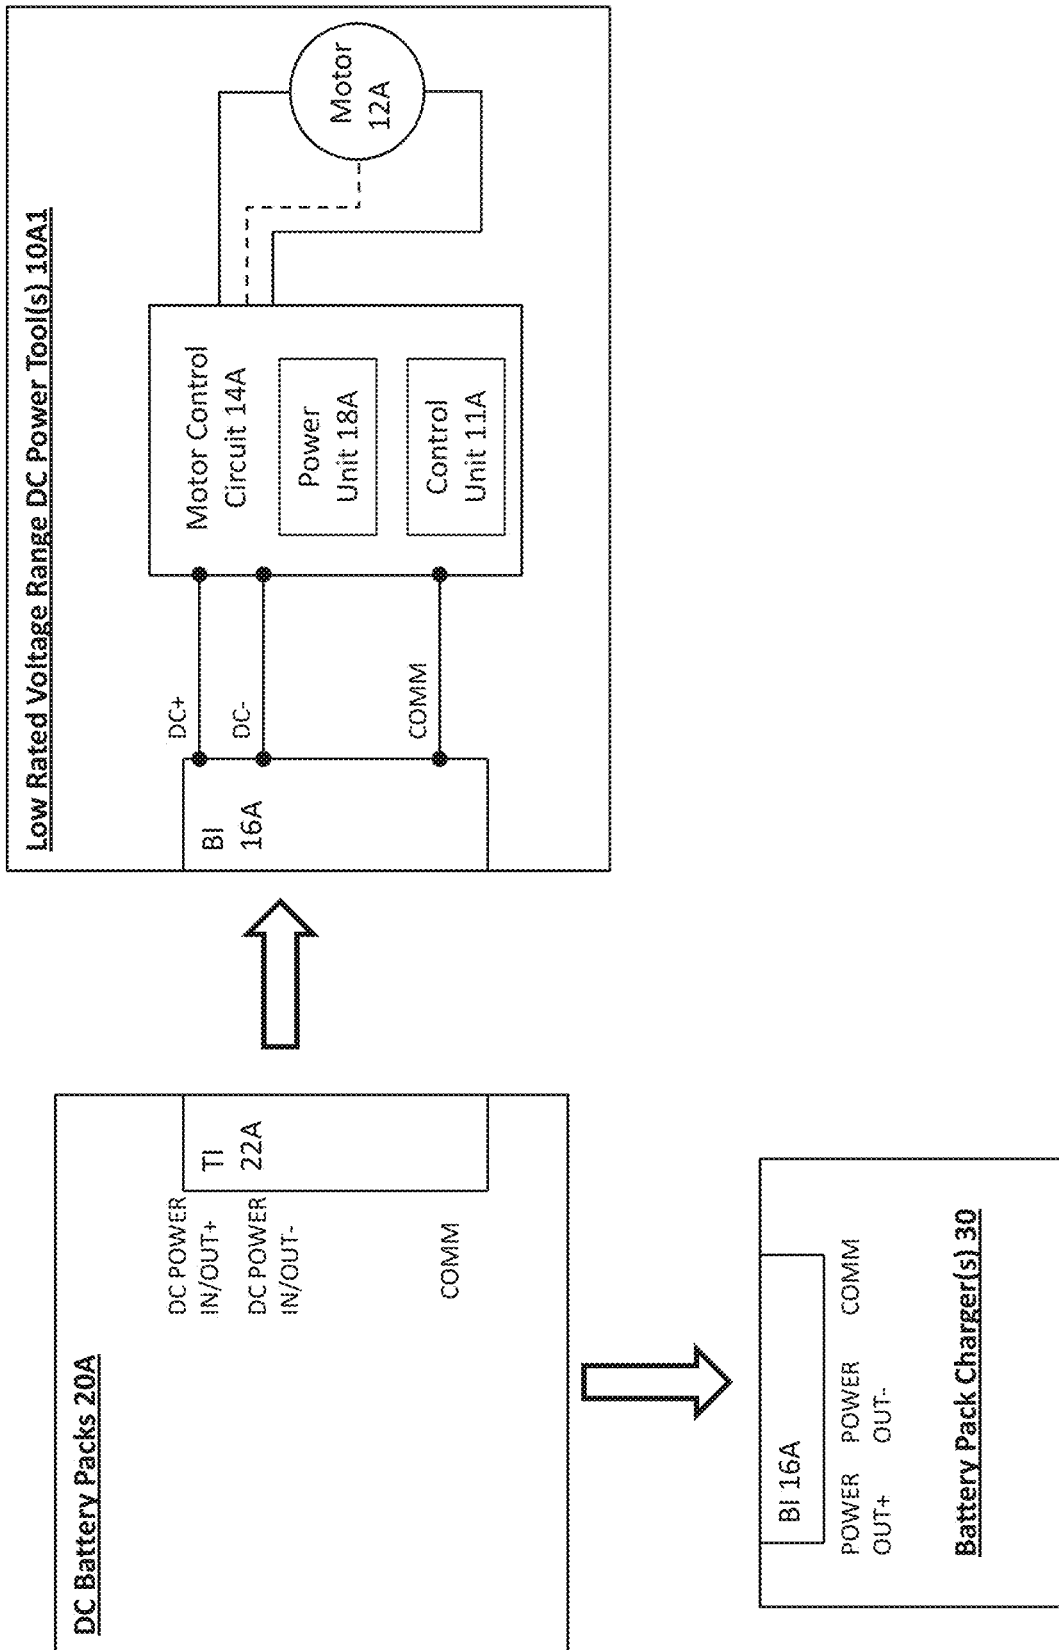 DC Battery Packs 20A
DC POWER
IN/OUT+
DC POWER
IN/OUT-
COMM
TI
22A
Low Rated Voltage Range DC Power Tool(s) 10A1
BI
16A
DC+
DC-
COMM
Motor Control
Circuit 14A
Power
Unit 18A
Control
Unit 11A
Motor
12A
BI 16A
POWER
OUT+
POWER
OUT-
COMM
Battery Pack Charger(s) 30